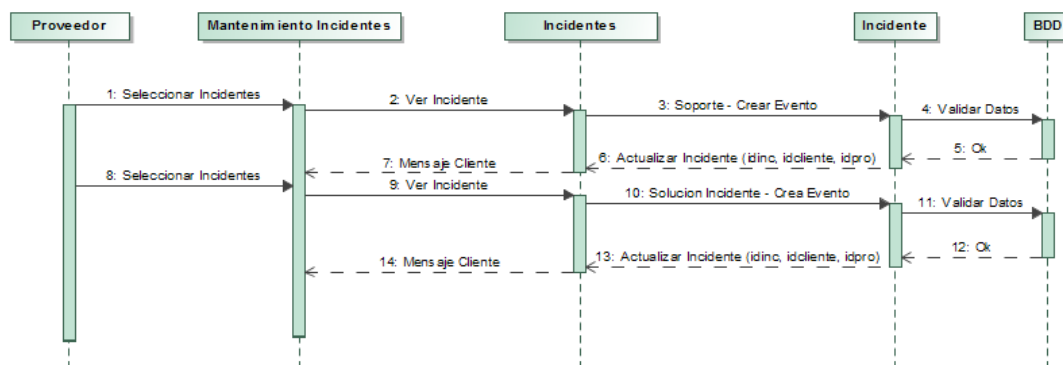 Proveedor
Mantenimiento Incidentes
Incidentes
Incidente
BDD
1: Seleccionar Incidentes
2: Ver Incidente
3: Soporte - Crear Evento
4: Validar Datos
5: Ok
6: Actualizar Incidente (idinc, idcliente, idpro)
7: Mensaje Cliente
8: Seleccionar Incidentes
9: Ver Incidente
10: Solucion Incidente - Crea Evento
11: Validar Datos
12: Ok
13: Actualizar Incidente (idinc, idcliente, idpro)
14: Mensaje Cliente